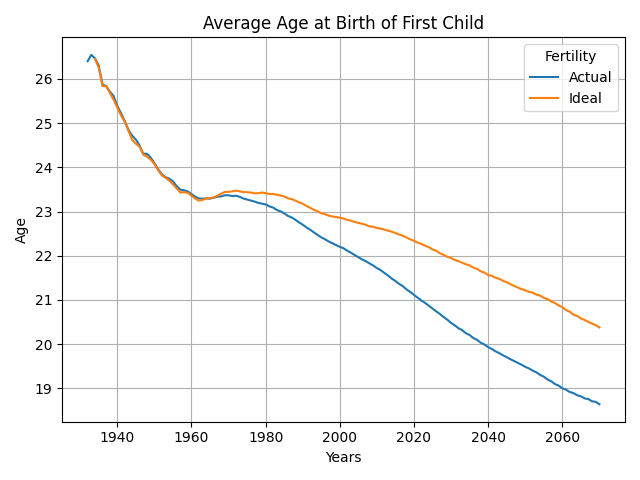 Average Age at Birth of First Child
Fertility
Actual
Ideal
Age
26
25
24
23
22
21
20
19
1940 1960 1980 2000 2020 2040 2060
Years